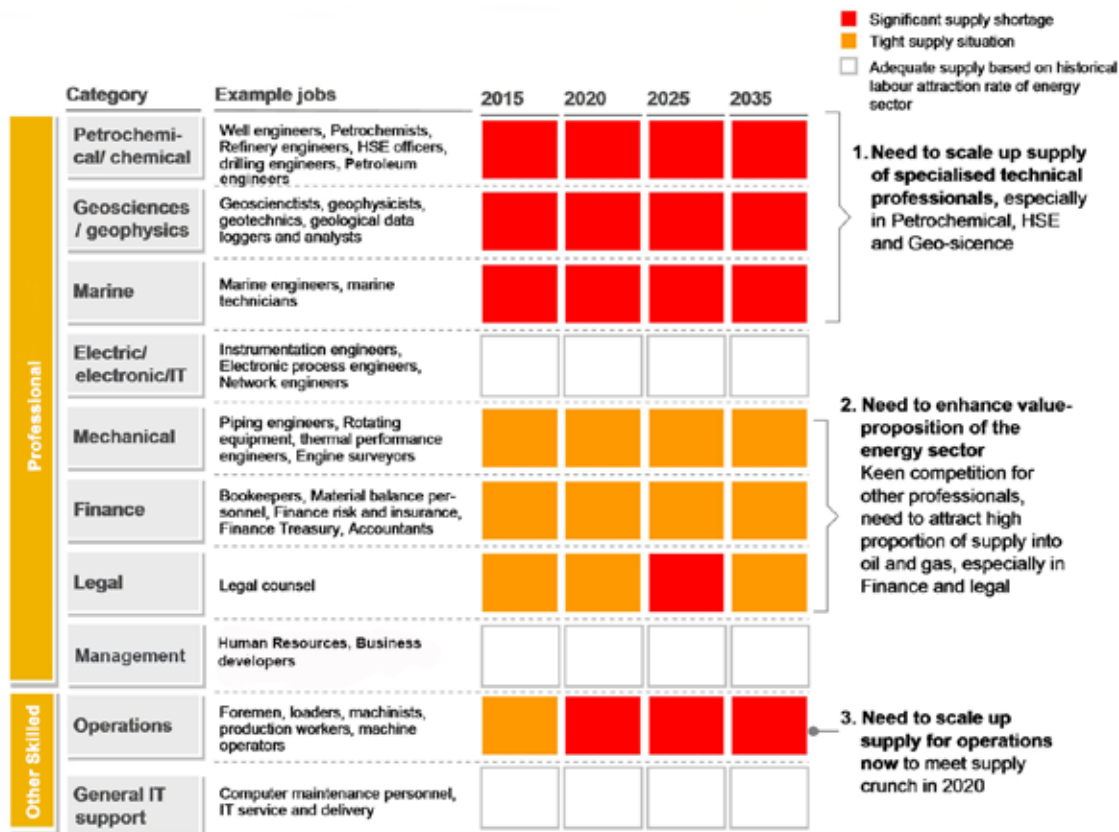 Significant supply shortage
Tight supply situation
Adequate supply based on historical
labour attraction rate of energy
sector
Category
Example jobs
2015
2020
2025
2035
Professional
Petrochemi-
cal/ chemical
Well engineers, Petrochemists,
Refinery engineers, HSE officers,
drilling engineers, Petroleum
engineers
Geosciences
/ geophysics
Geoscienctists, geophysicists,
geotechnics, geological data
loggers and analysts
Marine
Marine engineers, marine
technicians
1. Need to scale up supply
of specialised technical
professionals, especially
in Petrochemical, HSE
and Geo-sicence
Electric/
electronic/IT
Instrumentation engineers,
Electronic process engineers,
Network engineers
Mechanical
Piping engineers, Rotating
equipment, thermal performance
engineers, Engine surveyors
Finance
Bookeepers, Material balance per-
sonnel, Finance risk and insurance,
Finance Treasury, Accountants
Legal
Legal counsel
2. Need to enhance value-
proposition of the
energy sector
Keen competition for
other professionals,
need to attract high
proportion of supply into
oil and gas, especially in
Finance and legal
Management
Human Resources, Business
developers
Other Skilled
Operations
Foremen, loaders, machinists,
production workers, machine
operators
3. Need to scale up
supply for operations
now to meet supply
crunch in 2020
General IT
support
Computer maintenance personnel,
IT service and delivery